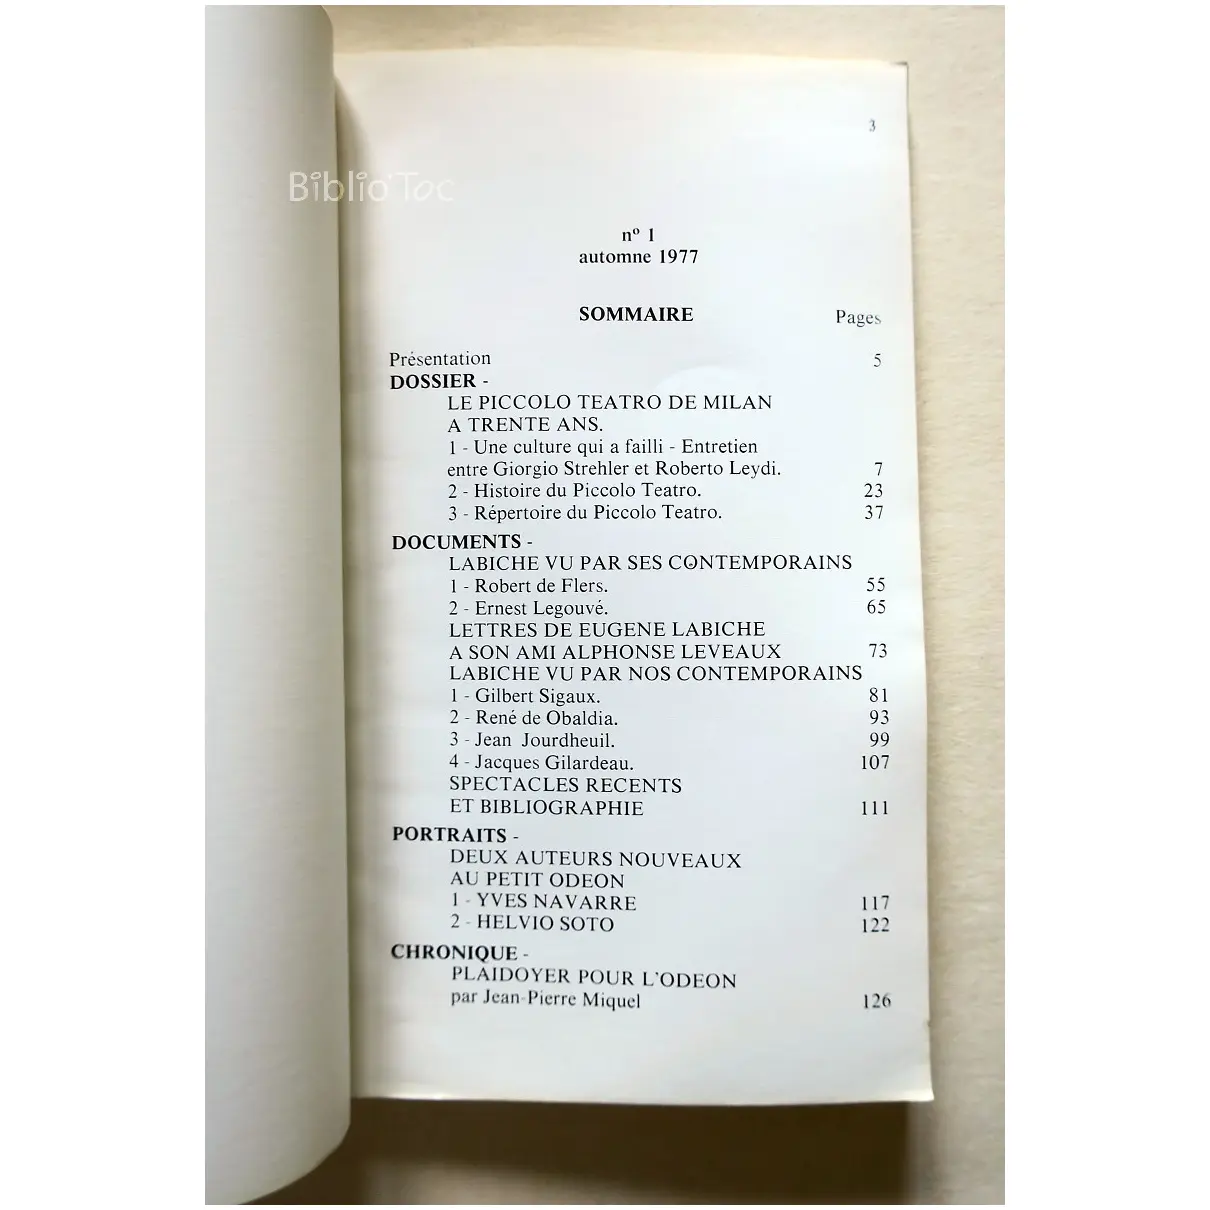 Biblio'Toc
3
nº 1
automne 1977
SOMMAIRE Pages
Présentation 5
DOSSIER -
LE PICCOLO TEATRO DE MILAN
A TRENTE ANS.
1 - Une culture qui a failli - Entretien
entre Giorgio Strehler et Roberto Leydi. 7
2 - Histoire du Piccolo Teatro. 23
3 - Répertoire du Piccolo Teatro. 37
DOCUMENTS -
LABICHE VU PAR SES CONTEMPORAINS
1 - Robert de Flers. 55
2 - Ernest Legouvé. 65
LETTRES DE EUGENE LABICHE
A SON AMI ALPHONSE LEVEAUX 73
LABICHE VU PAR NOS CONTEMPORAINS
1 - Gilbert Sigaux. 81
2 - René de Obaldia. 93
3 - Jean Jourdheuil. 99
4 - Jacques Gilardeau. 107
SPECTACLES RECENTS
ET BIBLIOGRAPHIE 111
PORTRAITS -
DEUX AUTEURS NOUVEAUX
AU PETIT ODEON
1 - YVES NAVARRE 117
2 - HELVIO SOTO 122
CHRONIQUE -
PLAIDOYER POUR L'ODEON
par Jean-Pierre Miquel 126